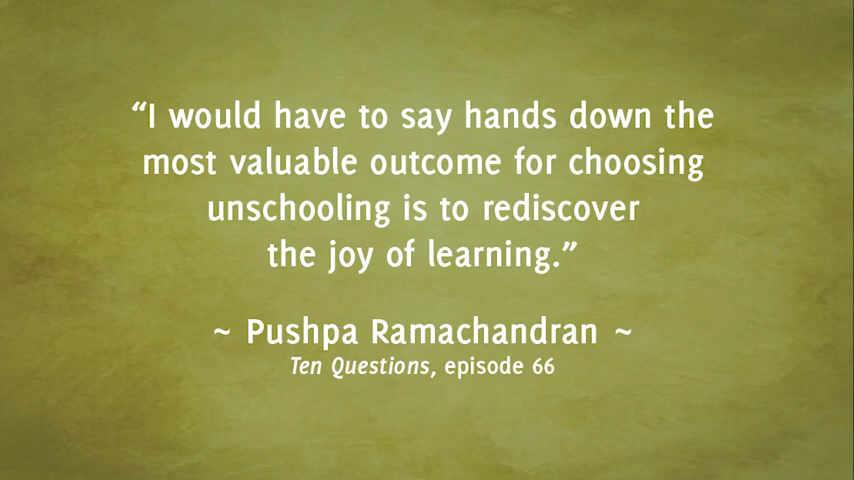 “I would have to say hands down the
most valuable outcome for choosing
unschooling is to rediscover
the joy of learning.”
~ Pushpa Ramachandran ~
Ten Questions, episode 66